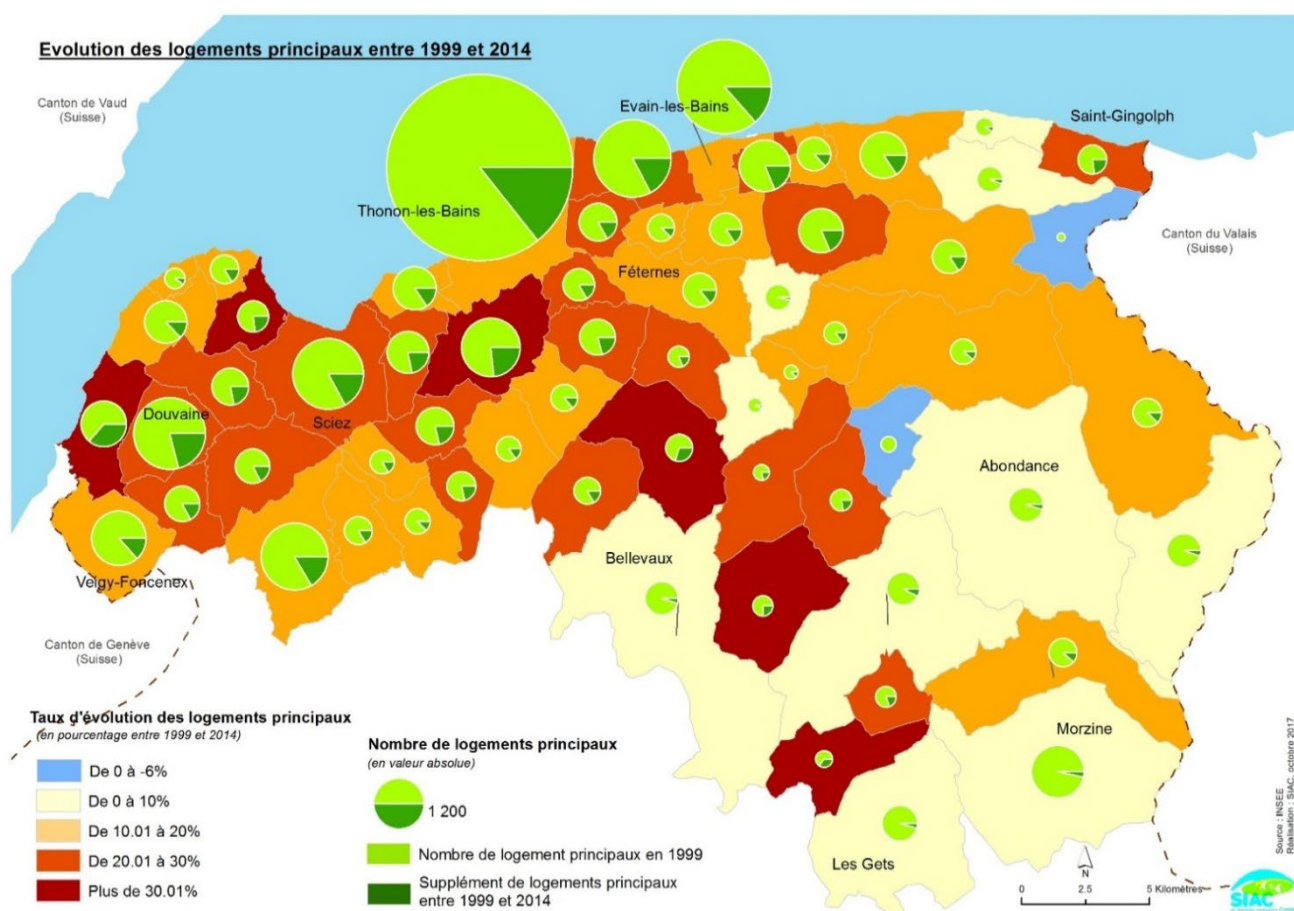 Evolution des logements principaux entre 1999 et 2014
Canton de Vaud
(Suisse)
Evain-les-Bains
Saint-Gingolph
Thonon-les-Bains
Canton du Valais
(Suisse)
Féternes
Douvaine
Sciez
Abondance
Bellevaux
Veigy-Foncenex
Canton de Genève
(Suisse)
Morzine
Les Gets
Taux d'évolution des logements principaux
(en pourcentage entre 1999 et 2014)
De 0 à -6%
De 0 à 10%
De 10.01 à 20%
De 20.01 à 30%
Plus de 30.01%
Nombre de logements principaux
(en valeur absolue)
1 200
Nombre de logement principaux en 1999
Supplément de logements principaux
entre 1999 et 2014
N
0 2.5 5 Kilomètres
Source : INSEE
Réalisation : SIAC, octobre 2017
SIAC